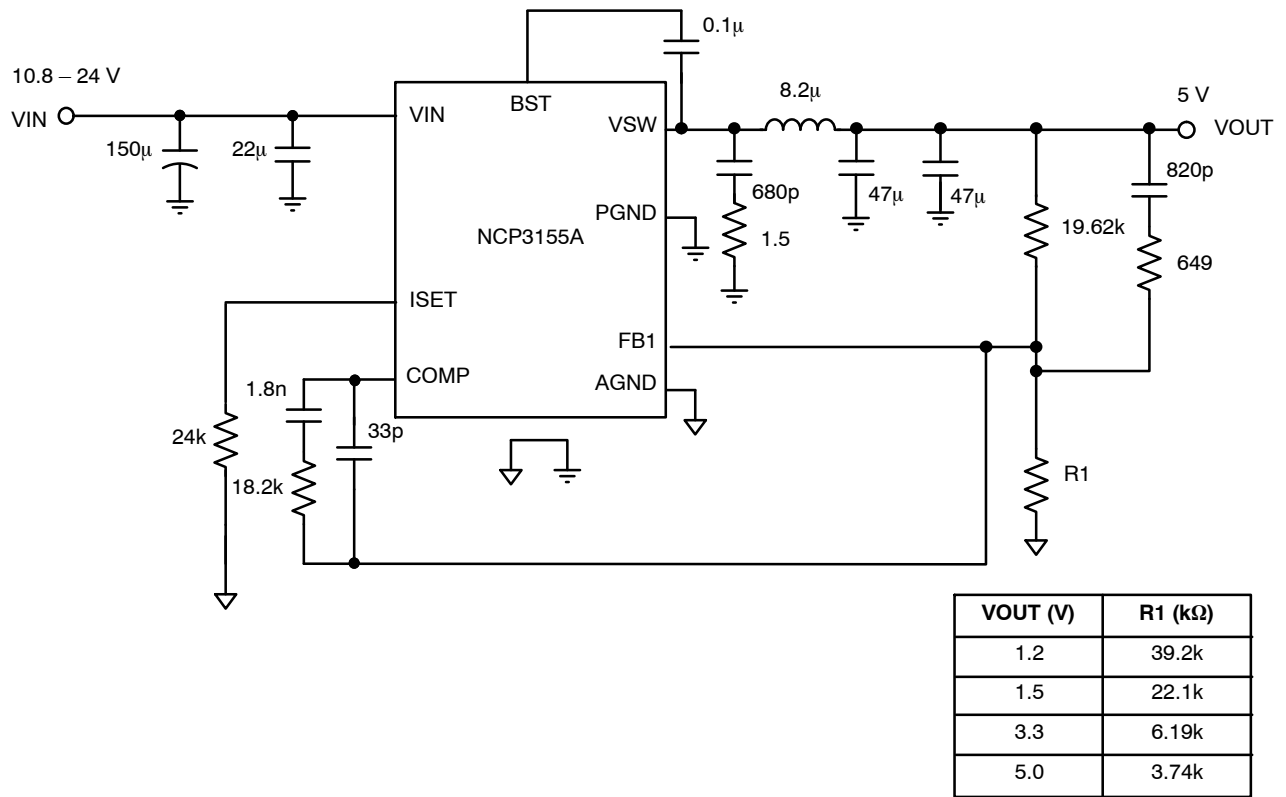 0.1μ
10.8 – 24 V
VIN
150μ
22μ
VIN
BST
VSW
8.2μ
5 V
VOUT
680p
1.5
47μ
47μ
820p
19.62k
649
PGND
NCP3155A
ISET
FB1
COMP
AGND
1.8n
33p
24k
18.2k
R1
VOUT (V) R1 (kΩ)
1.2 39.2k
1.5 22.1k
3.3 6.19k
5.0 3.74k